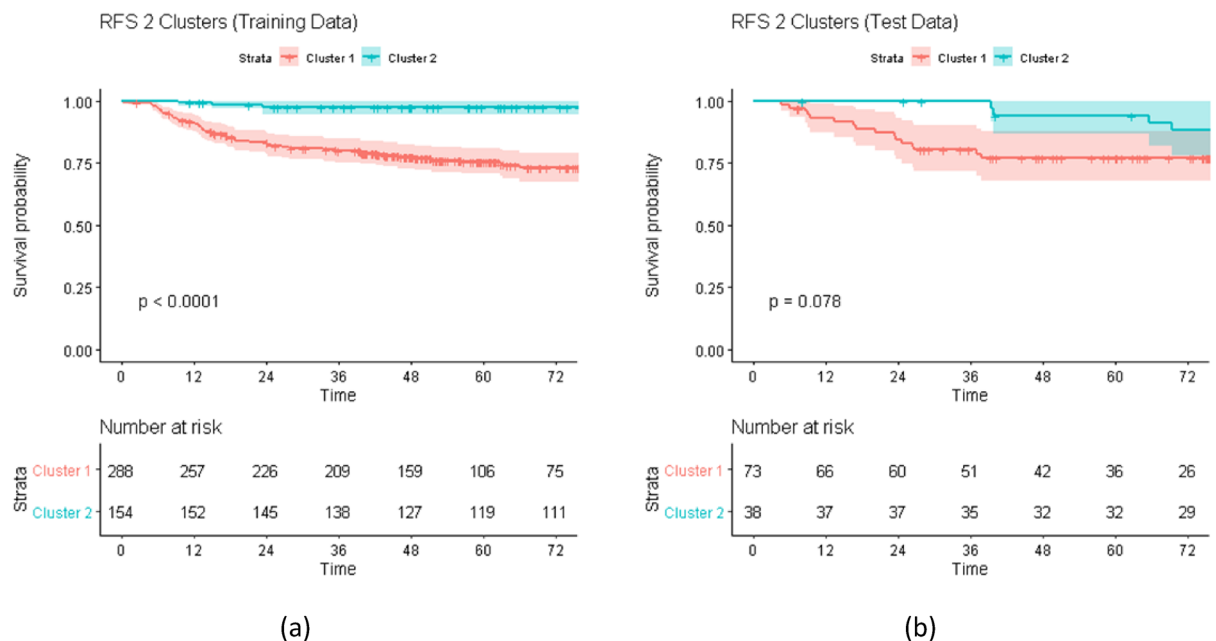 RFS 2 Clusters (Training Data)
Strata Cluster 1 Cluster 2
1.00
0.75
0.50
0.25
0.00
Survival probability
p < 0.0001
0 12 24 36 48 60 72
Time
Number at risk
Strata
Cluster 1 288 257 226 209 159 106 75
Cluster 2 154 152 145 138 127 119 111
0 12 24 36 48 60 72
Time
(a)
RFS 2 Clusters (Test Data)
Strata Cluster 1 Cluster 2
1.00
0.75
0.50
0.25
0.00
Survival probability
p = 0.078
0 12 24 36 48 60 72
Time
Number at risk
Strata
Cluster 1 73 66 60 51 42 36 26
Cluster 2 38 37 37 35 32 32 29
0 12 24 36 48 60 72
Time
(b)